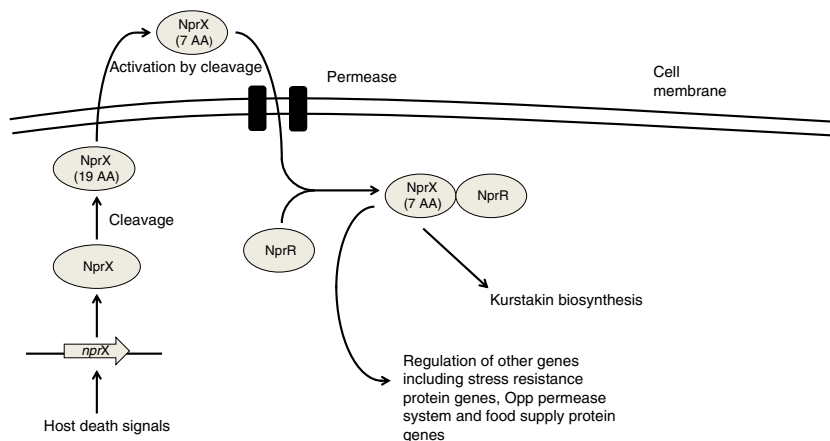 NprX
(7 AA)
Activation by cleavage
Permease
Cell
membrane
NprX
(19 AA)
Cleavage
NprX
(7 AA)
NprR
NprR
NprX
Kurstakin biosynthesis
nprX
Regulation of other genes
including stress resistance
protein genes, Opp permease
system and food supply protein
genes
Host death signals